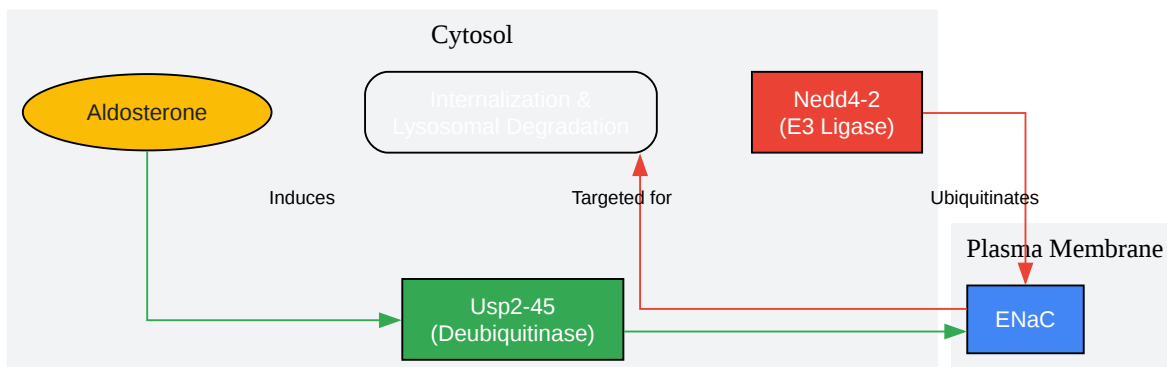 Cytosol
Aldosterone
Internalization &
Lysosomal Degradation
Nedd4-2
(E3 Ligase)
Induces
Targeted for
Ubiquitinates
Plasma Membrane
Usp2-45
(Deubiquitinase)
ENaC